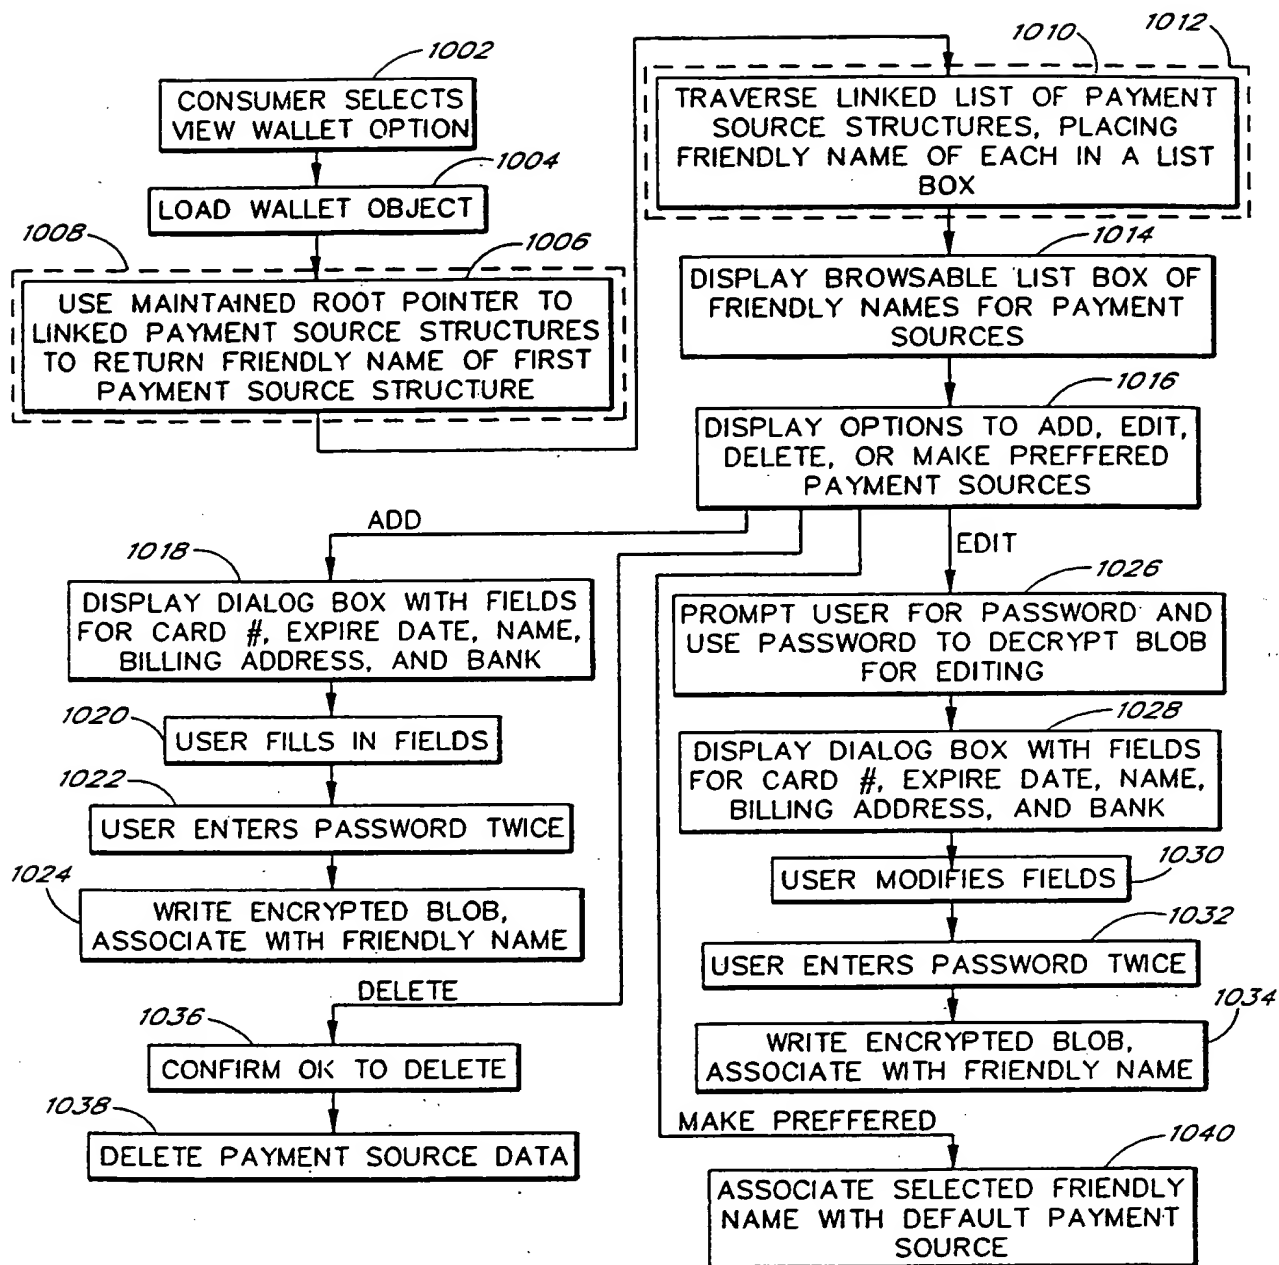 1002
CONSUMER SELECTS
VIEW WALLET OPTION
1004
LOAD WALLET OBJECT
1008
1006
USE MAINTAINED ROOT POINTER TO
LINKED PAYMENT SOURCE STRUCTURES
TO RETURN FRIENDLY NAME OF FIRST
PAYMENT SOURCE STRUCTURE
1010
1012
TRAVERSE LINKED LIST OF PAYMENT
SOURCE STRUCTURES, PLACING
FRIENDLY NAME OF EACH IN A LIST
BOX
1014
DISPLAY BROWSABLE LIST BOX OF
FRIENDLY NAMES FOR PAYMENT
SOURCES
1016
DISPLAY OPTIONS TO ADD, EDIT,
DELETE, OR MAKE PREFFERED
PAYMENT SOURCES
ADD
1018
DISPLAY DIALOG BOX WITH FIELDS
FOR CARD #, EXPIRE DATE, NAME,
BILLING ADDRESS, AND BANK
1020
USER FILLS IN FIELDS
1022
USER ENTERS PASSWORD TWICE
1024
WRITE ENCRYPTED BLOB,
ASSOCIATE WITH FRIENDLY NAME
EDIT
1026
PROMPT USER FOR PASSWORD AND
USE PASSWORD TO DECRYPT BLOB
FOR EDITING
1028
DISPLAY DIALOG BOX WITH FIELDS
FOR CARD #, EXPIRE DATE, NAME,
BILLING ADDRESS, AND BANK
1030
USER MODIFIES FIELDS
1032
USER ENTERS PASSWORD TWICE
1034
WRITE ENCRYPTED BLOB,
ASSOCIATE WITH FRIENDLY NAME
DELETE
1036
CONFIRM OK TO DELETE
1038
DELETE PAYMENT SOURCE DATA
MAKE PREFFERED
1040
ASSOCIATE SELECTED FRIENDLY
NAME WITH DEFAULT PAYMENT
SOURCE